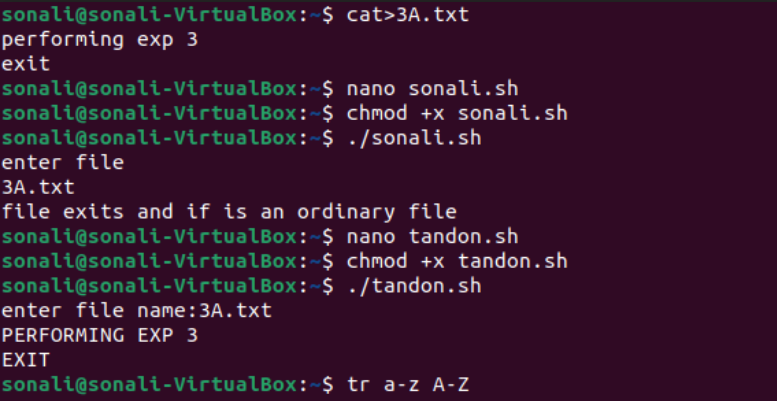 sonali@sonali-VirtualBox:~$ cat>3A.txt
performing exp 3
exit
sonali@sonali-VirtualBox:~$ nano sonali.sh
sonali@sonali-VirtualBox:~$ chmod +x sonali.sh
sonali@sonali-VirtualBox:~$ ./sonali.sh
enter file
3A.txt
file exits and if is an ordinary file
sonali@sonali-VirtualBox:~$ nano tandon.sh
sonali@sonali-VirtualBox:~$ chmod +x tandon.sh
sonali@sonali-VirtualBox:~$ ./tandon.sh
enter file name:3A.txt
PERFORMING EXP 3
EXIT
sonali@sonali-VirtualBox:~$ tr a-z A-Z